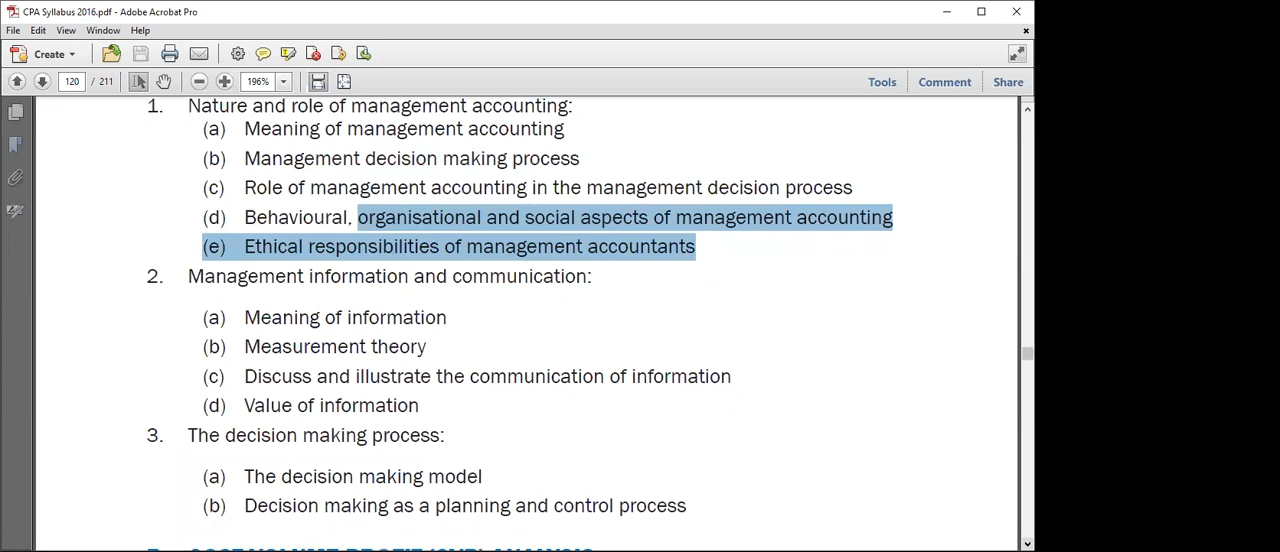 CPA Syllabus 2016.pdf - Adobe Acrobat Pro
File Edit View Window Help
Create
120 / 211 196% Tools Comment Share
1. Nature and role of management accounting:
(a) Meaning of management accounting
(b) Management decision making process
(c) Role of management accounting in the management decision process
(d) Behavioural, organisational and social aspects of management accounting
(e) Ethical responsibilities of management accountants
2. Management information and communication:
(a) Meaning of information
(b) Measurement theory
(c) Discuss and illustrate the communication of information
(d) Value of information
3. The decision making process:
(a) The decision making model
(b) Decision making as a planning and control process